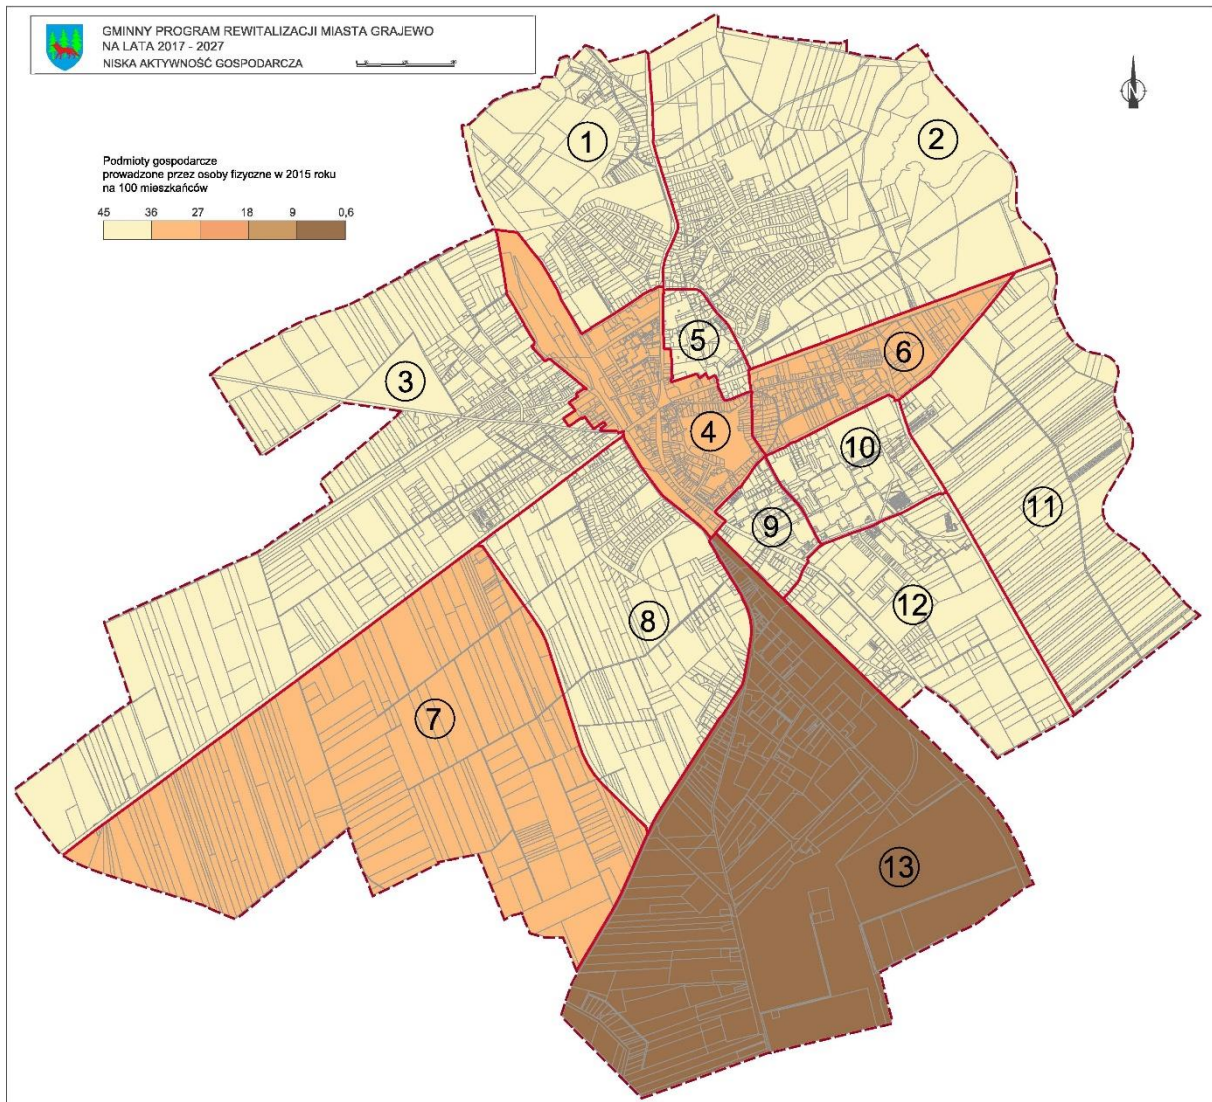 GMINNY PROGRAM REWITALIZACJI MIASTA GRAJEWO
NA LATA 2017 - 2027
NISKA AKTYWNOŚĆ GOSPODARCZA
N
Podmioty gospodarcze
prowadzone przez osoby fizyczne w 2015 roku
na 100 mieszkańców
45 36 27 18 9 0,6
1
2
3
4
5
6
7
8
9
10
11
12
13